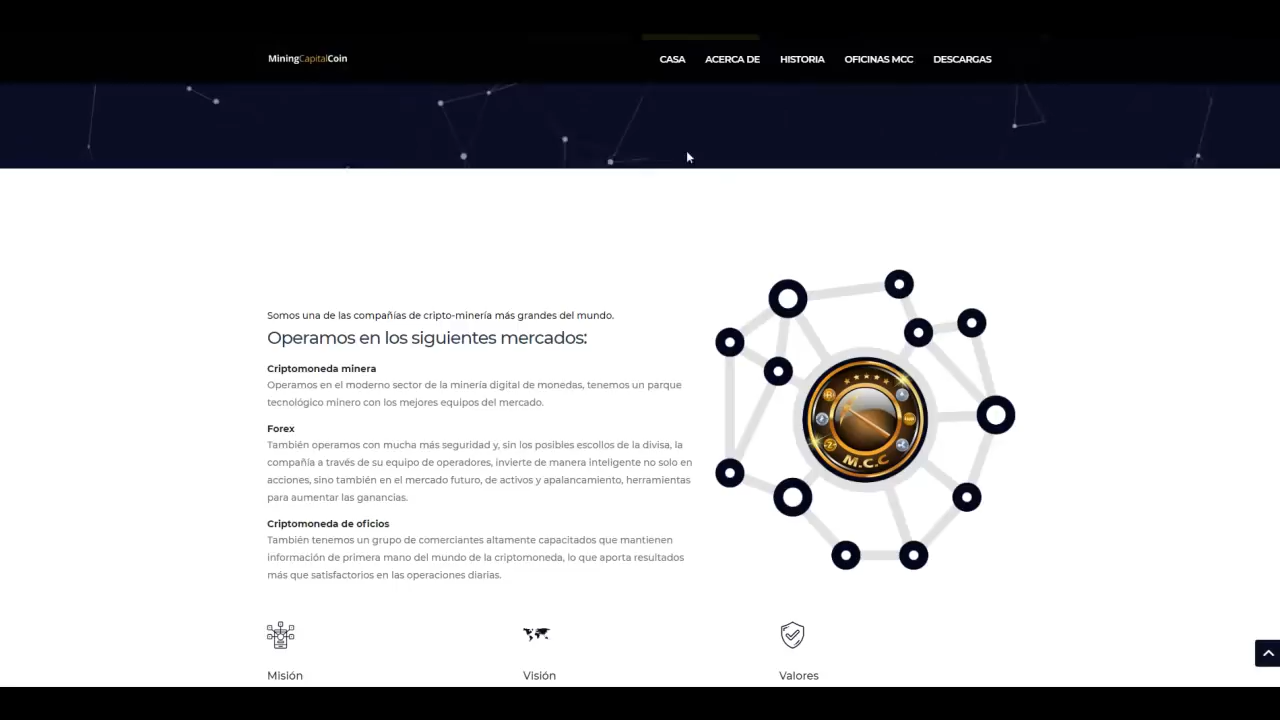 MiningCapitalCoin
CASA
ACERCA DE
HISTORIA
OFICINAS MCC
DESCARGAS
Somos una de las compañías de cripto-minería más grandes del mundo.
Operamos en los siguientes mercados:
Criptomoneda minera
Operamos en el moderno sector de la minería digital de monedas, tenemos un parque
tecnológico minero con los mejores equipos del mercado.
Forex
También operamos con mucha más seguridad y, sin los posibles escollos de la divisa, la
compañía a través de su equipo de operadores, invierte de manera inteligente no solo en
acciones, sino también en el mercado futuro, de activos y apalancamiento, herramientas
para aumentar las ganancias.
Criptomoneda de oficios
También tenemos un grupo de comerciantes altamente capacitados que mantienen
información de primera mano del mundo de la criptomoneda, lo que aporta resultados
más que satisfactorios en las operaciones diarias.
M.C.C
Misión
Visión
Valores